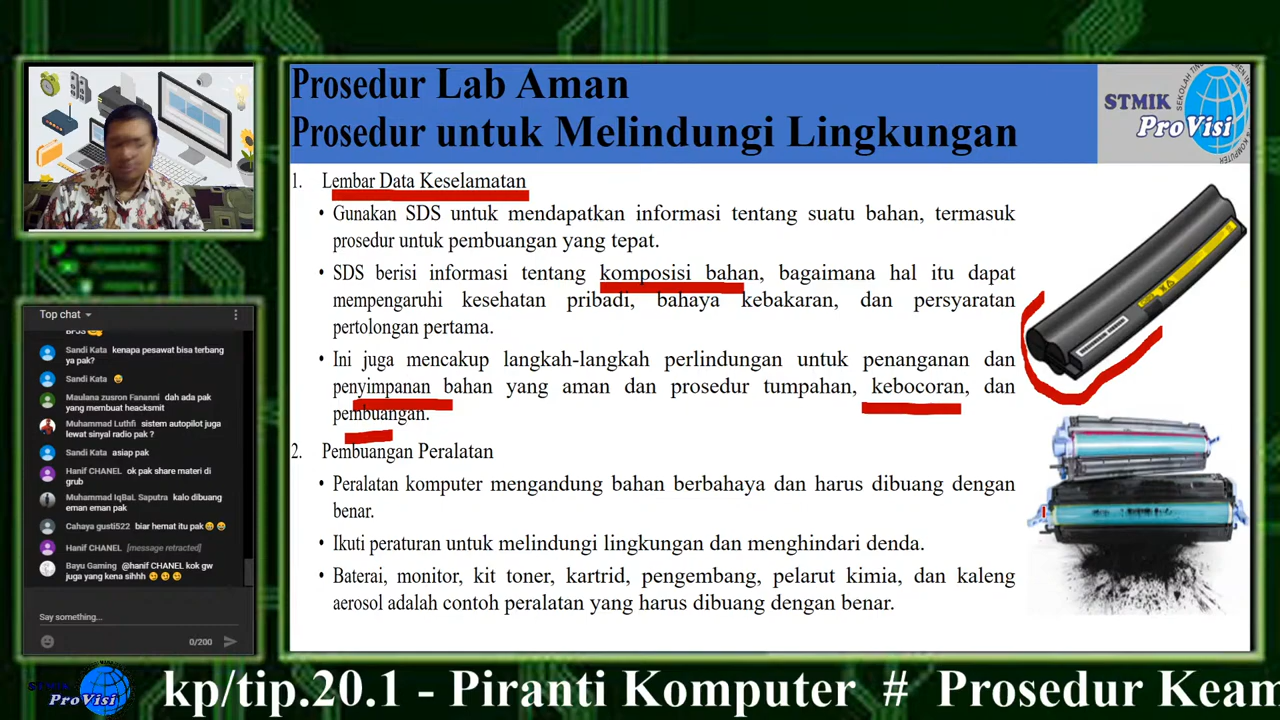 Prosedur Lab Aman
Prosedur untuk Melindungi Lingkungan
STMIK
ProVisi
1. Lembar Data Keselamatan
• Gunakan SDS untuk mendapatkan informasi tentang suatu bahan, termasuk
prosedur untuk pembuangan yang tepat.
• SDS berisi informasi tentang komposisi bahan, bagaimana hal itu dapat
mempengaruhi kesehatan pribadi, bahaya kebakaran, dan persyaratan
pertolongan pertama.
• Ini juga mencakup langkah-langkah perlindungan untuk penanganan dan
penyimpanan bahan yang aman dan prosedur tumpahan, kebocoran, dan
pembuangan.
2. Pembuangan Peralatan
• Peralatan komputer mengandung bahan berbahaya dan harus dibuang dengan
benar.
• Ikuti peraturan untuk melindungi lingkungan dan menghindari denda.
• Baterai, monitor, kit toner, kartrid, pengembang, pelarut kimia, dan kaleng
aerosol adalah contoh peralatan yang harus dibuang dengan benar.
Top chat
Sandi Kata kenapa pesawat bisa terbang
ya pak?
Sandi Kata
Maulana zusron Fananni dah ada pak
yang membuat heacksmit
Muhammad Luthfi sistem autopilot juga
lewat sinyal radio pak ?
Sandi Kata asiap pak
Hanif CHANEL ok pak share materi di
grub
Muhammad IqBaL Saputra kalo dibuang
eman eman pak
Cahaya gusti522 biar hemat itu pak
Hanif CHANEL [message retracted]
Bayu Gaming @hanif CHANEL kok gw
juga yang kena sihhh
Say something...
0/200
STMIK
ProVisi
kp/tip.20.1 - Piranti Komputer # Prosedur Keam